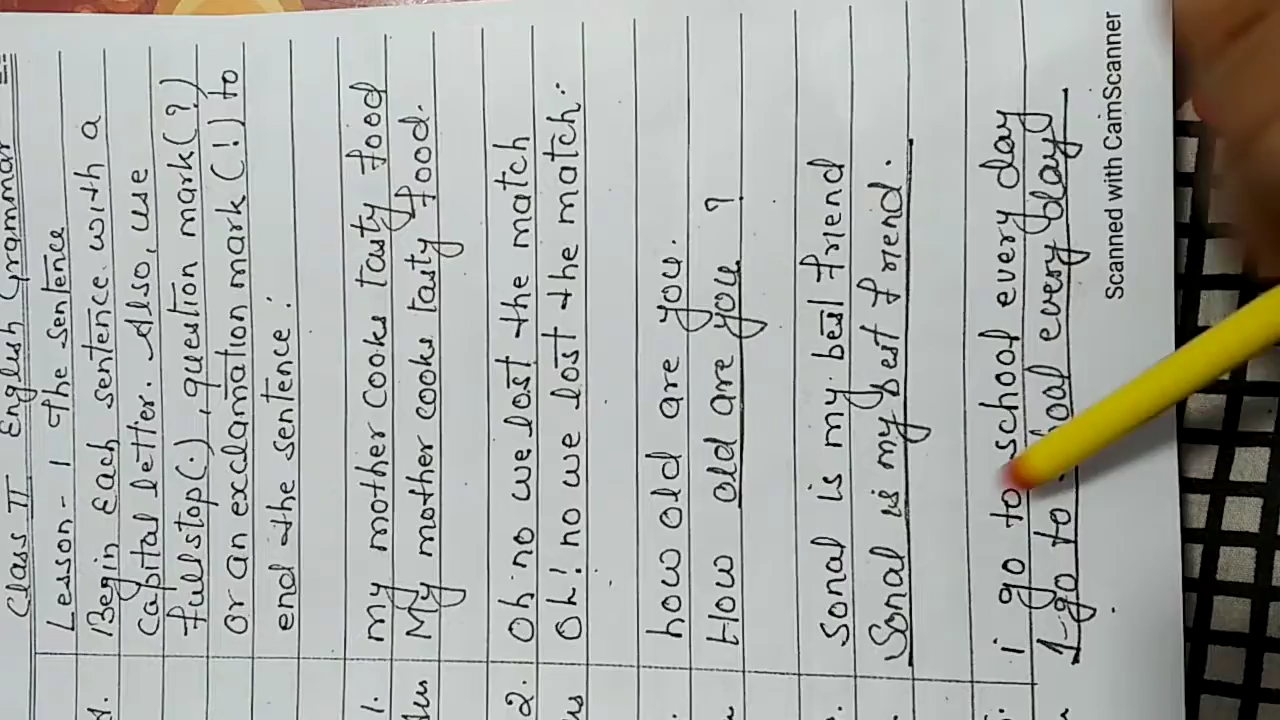 Class II English Grammar
Lesson - 1 The Sentence
1. Begin Each sentence with a
Capital letter. Also, use
fullstop(.), question mark(?)
or an exclamation mark (!) to
end the sentence:
1. my mother cooks tasty food
My mother cooks tasty food.
2. Oh no we lost the match
Oh! no we lost the match.
how old are you.
How old are you ?
Sonal is my best friend
Sonal is my best friend.
i go to school every day
I go to every day
Scanned with CamScanner